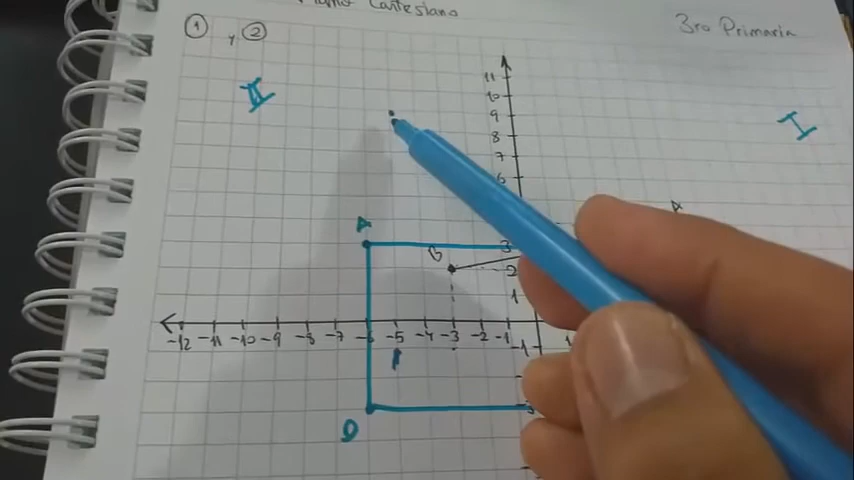 Plano Cartesiano
3ro Primaria
1 y 2
II
I
11
10
9
8
7
6
A
A
3
B
2
1
-12 -11 -10 -9 -8 -7 -6 -5 -4 -3 -2 -1
-1
D